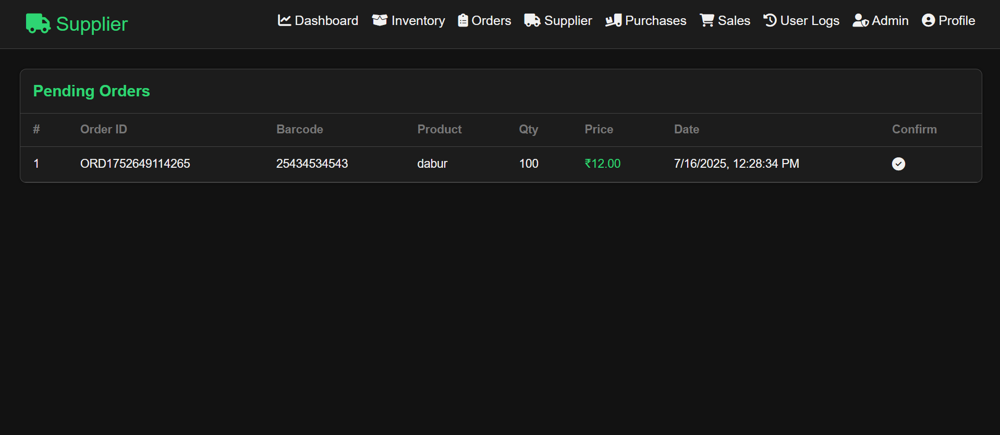 Supplier
Dashboard Inventory Orders Supplier Purchases Sales User Logs Admin Profile
Pending Orders
# Order ID Barcode Product Qty Price Date Confirm
1 ORD1752649114265 25434534543 dabur 100 ₹12.00 7/16/2025, 12:28:34 PM